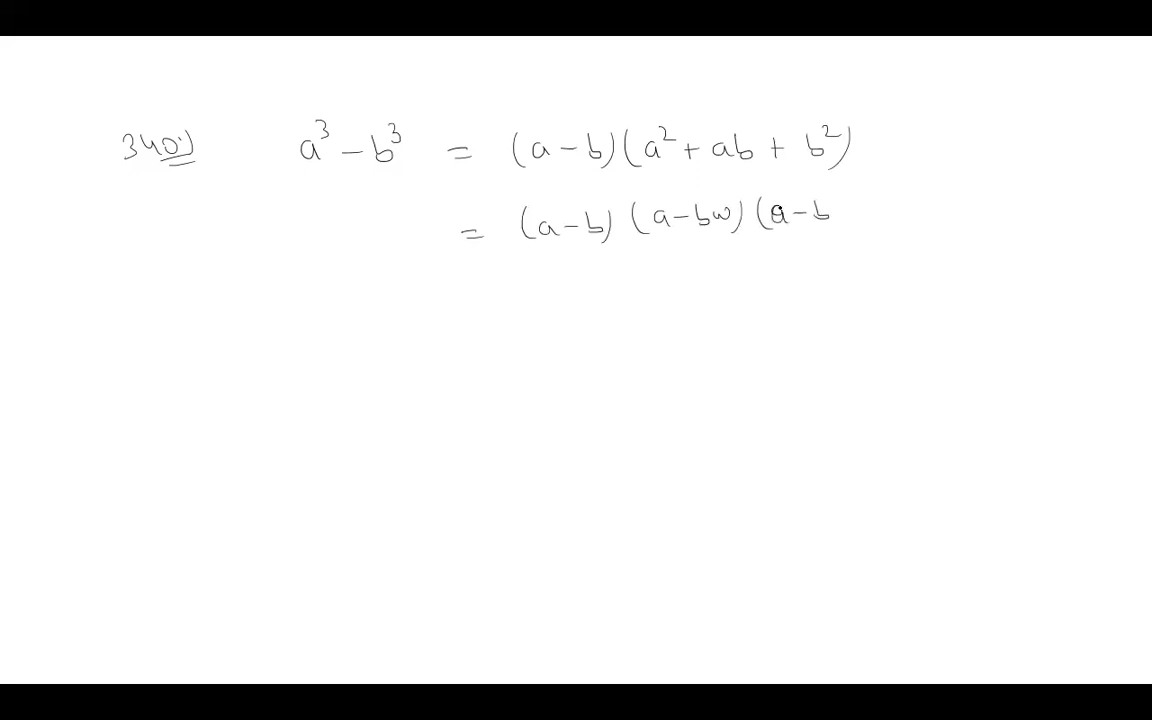 340) a³ – b³ = (a – b)(a² + ab + b²)
= (a – b) (a – bω) (a – b